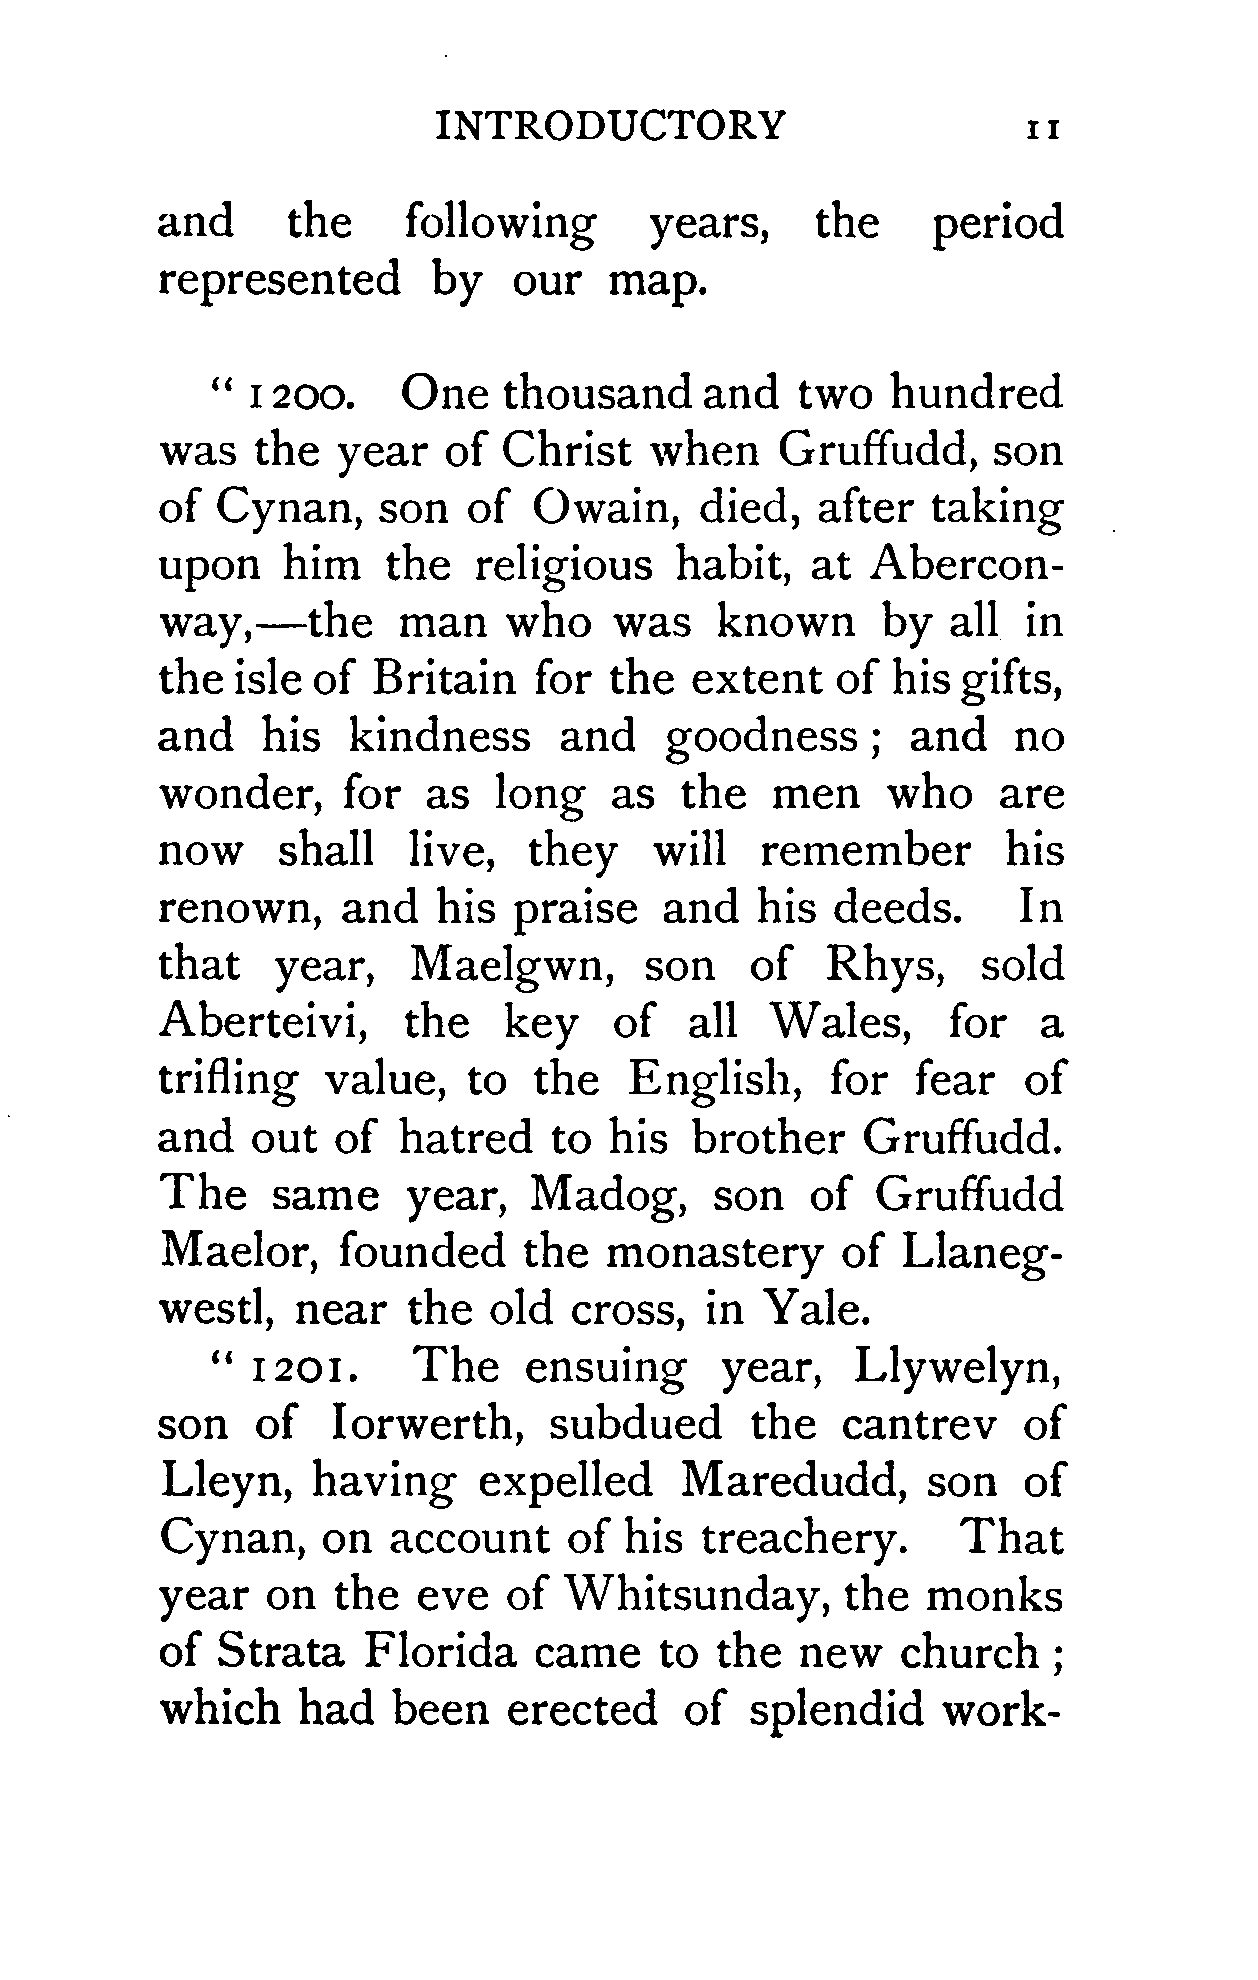 INTRODUCTORY 11
and the following years, the period
represented by our map.
“ 1200. One thousand and two hundred
was the year of Christ when Gruffudd, son
of Cynan, son of Owain, died, after taking
upon him the religious habit, at Abercon-
way,—the man who was known by all in
the isle of Britain for the extent of his gifts,
and his kindness and goodness ; and no
wonder, for as long as the men who are
now shall live, they will remember his
renown, and his praise and his deeds. In
that year, Maelgwn, son of Rhys, sold
Aberteivi, the key of all Wales, for a
trifling value, to the English, for fear of
and out of hatred to his brother Gruffudd.
The same year, Madog, son of Gruffudd
Maelor, founded the monastery of Llaneg-
westl, near the old cross, in Yale.
“ 1201. The ensuing year, Llywelyn,
son of Iorwerth, subdued the cantrev of
Lleyn, having expelled Maredudd, son of
Cynan, on account of his treachery. That
year on the eve of Whitsunday, the monks
of Strata Florida came to the new church ;
which had been erected of splendid work-